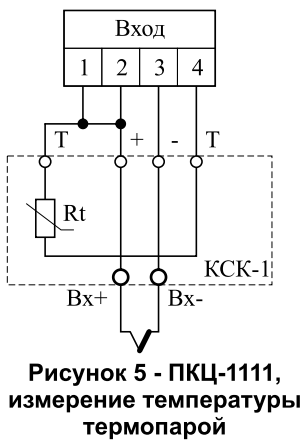 Вход
1 2 3 4
T + - T
Rt
КСК-1
Вх+ Вх-
Рисунок 5 - ПКЦ-1111,
измерение температуры
термопарой